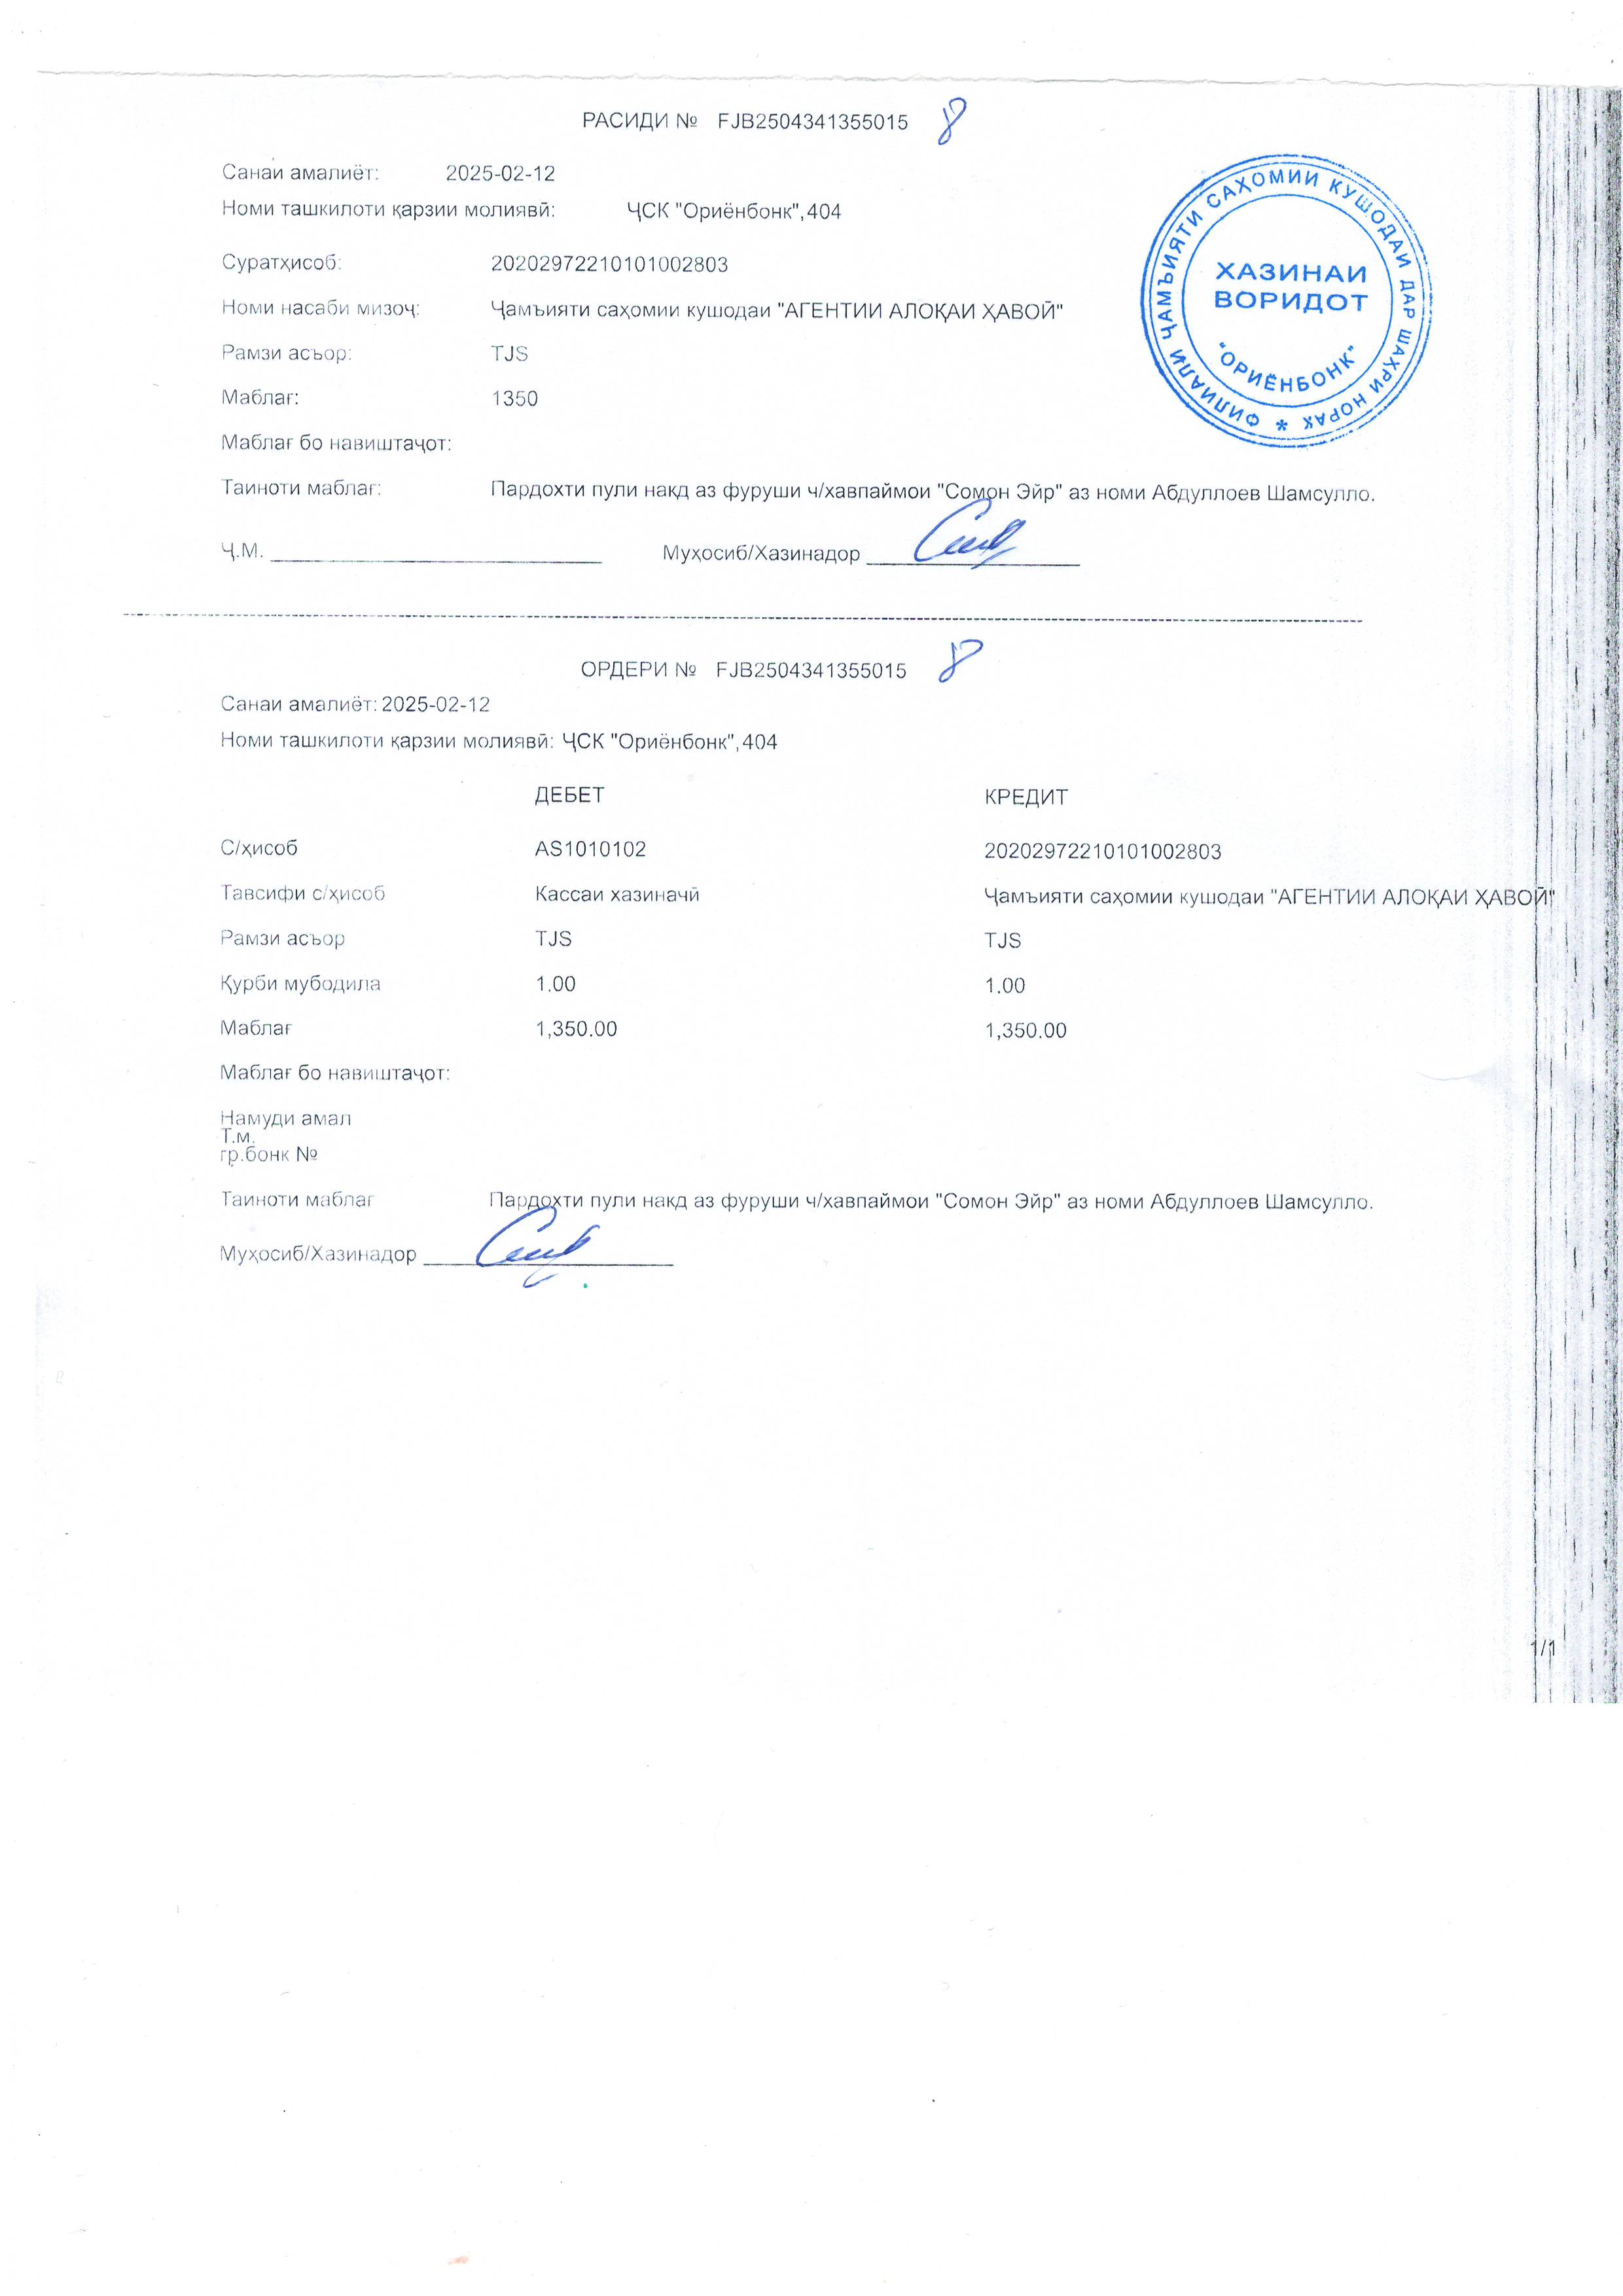 РАСИДИ № FJB2504341355015 8
Санаи амалиёт: 2025-02-12
Номи ташкилоти қарзии молиявӣ: ҶСК "Ориёнбонк",404
Суратҳисоб: 20202972210101002803
Номи насаби мизоҷ: Ҷамъияти саҳомии кушодаи "АГЕНТИИ АЛОҚАИ ҲАВОӢ"
Рамзи асъор: TJS
Маблағ: 1350
Маблағ бо навиштаҷот:
Таиноти маблағ: Пардохти пули накд аз фуруши ч/хавпаймои "Сомон Эйр" аз номи Абдуллоев Шамсулло.
Ҷ.М. Муҳосиб/Хазинадор
ФИЛИАЛИ ҶАМЪИЯТИ САҲОМИИ КУШОДАИ ДАР ШАҲРИ НОРАК *
ХАЗИНАИ
ВОРИДОТ
"ОРИЁНБОНК"
ОРДЕРИ № FJB2504341355015 8
Санаи амалиёт: 2025-02-12
Номи ташкилоти қарзии молиявӣ: ҶСК "Ориёнбонк",404
ДЕБЕТ КРЕДИТ
С/ҳисоб AS1010102 20202972210101002803
Тавсифи с/ҳисоб Кассаи хазиначӣ Ҷамъияти саҳомии кушодаи "АГЕНТИИ АЛОҚАИ ҲАВОӢ"
Рамзи асъор TJS TJS
Қурби мубодила 1.00 1.00
Маблағ 1,350.00 1,350.00
Маблағ бо навиштаҷот:
Намуди амал
Т.м.
гр.бонк №
Таиноти маблағ Пардохти пули накд аз фуруши ч/хавпаймои "Сомон Эйр" аз номи Абдуллоев Шамсулло.
Муҳосиб/Хазинадор
1/1